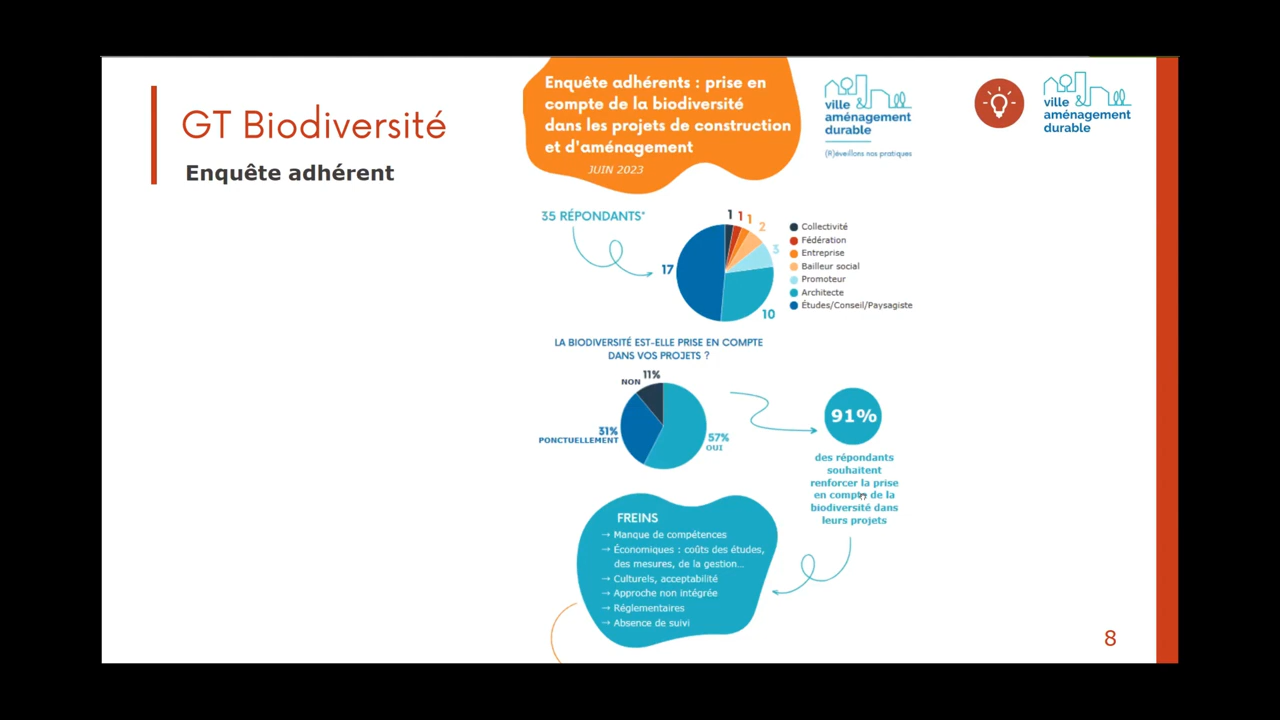 GT Biodiversité
Enquête adhérent
Enquête adhérents : prise en
compte de la biodiversité
dans les projets de construction
et d'aménagement
JUIN 2023
ville
&
aménagement
durable
(R)éveillons nos pratiques
ville
&
aménagement
durable
35 RÉPONDANTS*
1
1
1
2
3
17
10
Collectivité
Fédération
Entreprise
Bailleur social
Promoteur
Architecte
Études/Conseil/Paysagiste
LA BIODIVERSITÉ EST-ELLE PRISE EN COMPTE
DANS VOS PROJETS ?
11%
NON
31%
PONCTUELLEMENT
57%
OUI
91%
des répondants
souhaitent
renforcer la prise
en compte de la
biodiversité dans
leurs projets
FREINS
→ Manque de compétences
→ Économiques : coûts des études,
des mesures, de la gestion...
→ Culturels, acceptabilité
→ Approche non intégrée
→ Réglementaires
→ Absence de suivi
8